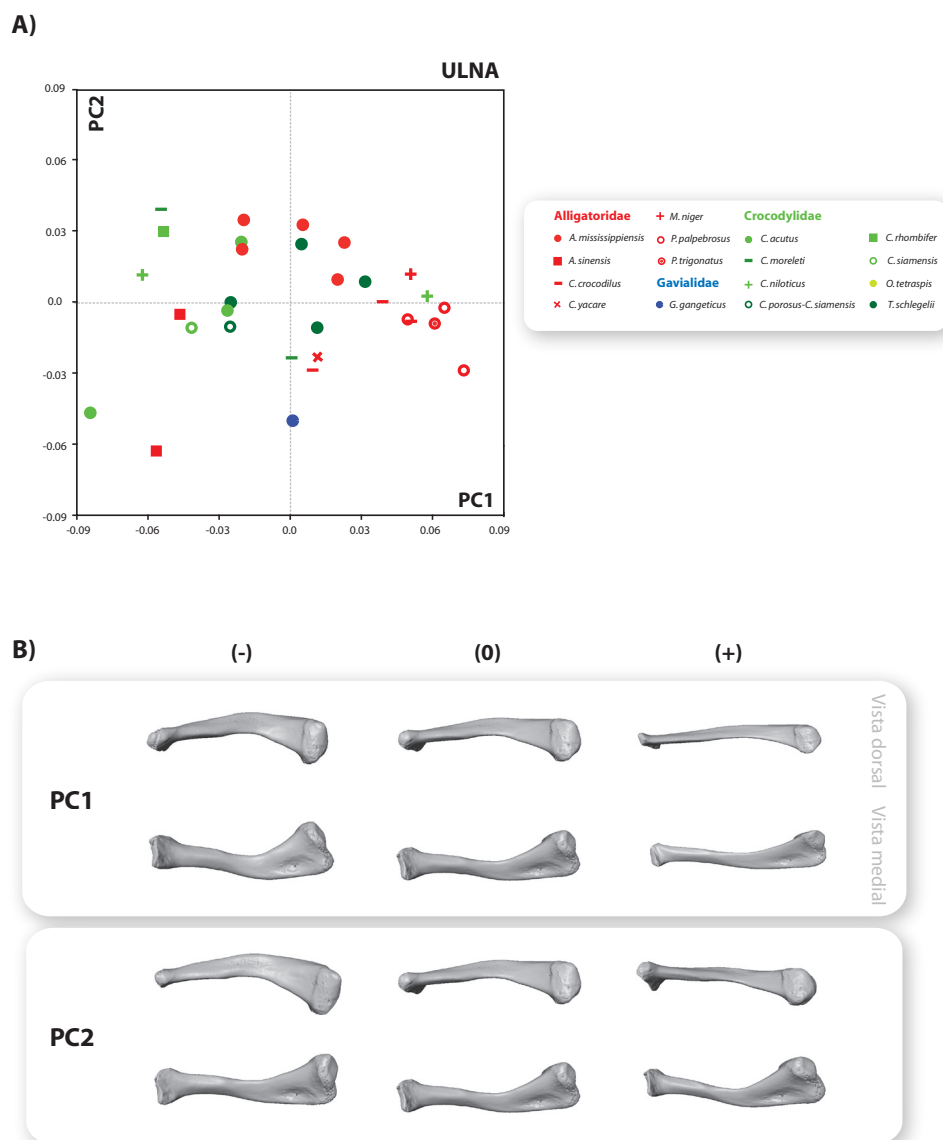 A)
ULNA
PC2
0.09
0.06
0.03
0.0
-0.03
-0.06
-0.09
PC1
-0.09 -0.06 -0.03 0.0 0.03 0.06 0.09
Alligatoridae
A. mississippiensis
A. sinensis
C. crocodilus
C. yacare
M. niger
P. palpebrosus
P. trigonatus
Gavialidae
G. gangeticus
Crocodylidae
C. acutus
C. moreleti
C. niloticus
C. porosus-C. siamensis
C. rhombifer
C. siamensis
O. tetraspis
T. schlegelii
B)
(-) (0) (+)
PC1
Vista dorsal
Vista medial
PC2